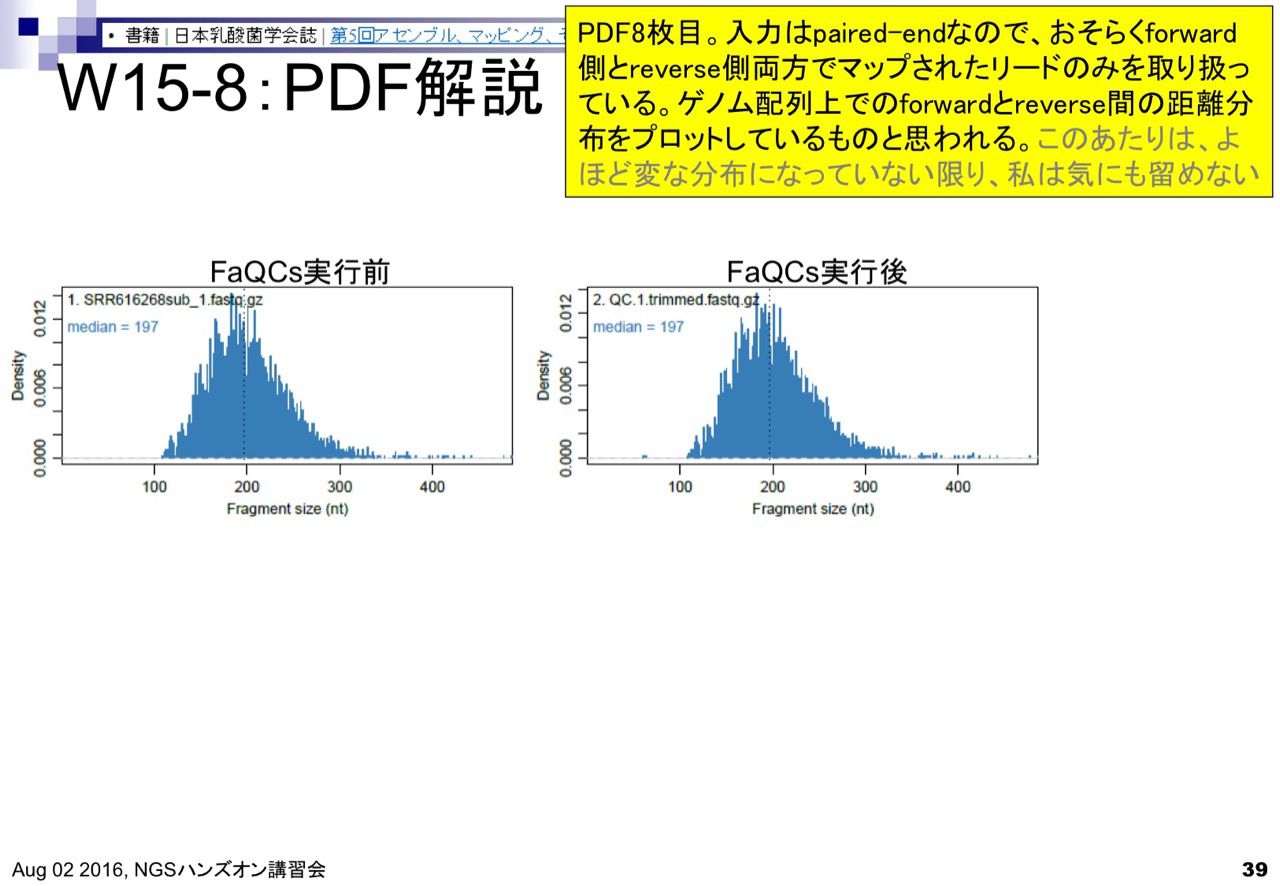 • 書籍 | 日本乳酸菌学会誌 | 第5回アセンブル、マッピング、
W15-8：PDF解説
PDF8枚目。入力はpaired-endなので、おそらくforward
側とreverse側両方でマップされたリードのみを取り扱っ
ている。ゲノム配列上でのforwardとreverse間の距離分
布をプロットしているものと思われる。このあたりは、よ
ほど変な分布になっていない限り、私は気にも留めない
FaQCs実行前
1. SRR616268sub_1.fastq.gz
median = 197
Density
0.012
0.006
0.000
100 200 300 400
Fragment size (nt)
FaQCs実行後
2. QC.1.trimmed.fastq.gz
median = 197
Density
0.012
0.006
0.000
100 200 300 400
Fragment size (nt)
Aug 02 2016, NGSハンズオン講習会
39